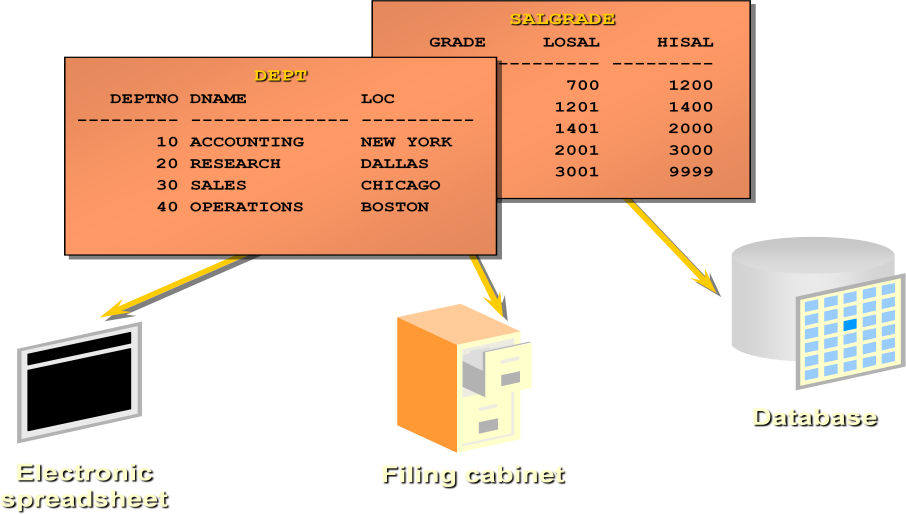 SALGRADE
GRADE LOSAL HISAL
--------- ---------
700 1200
1201 1400
1401 2000
2001 3000
3001 9999
DEPT
DEPTNO DNAME LOC
--------- -------------- ----------
10 ACCOUNTING NEW YORK
20 RESEARCH DALLAS
30 SALES CHICAGO
40 OPERATIONS BOSTON
Electronic
spreadsheet
Filing cabinet
Database